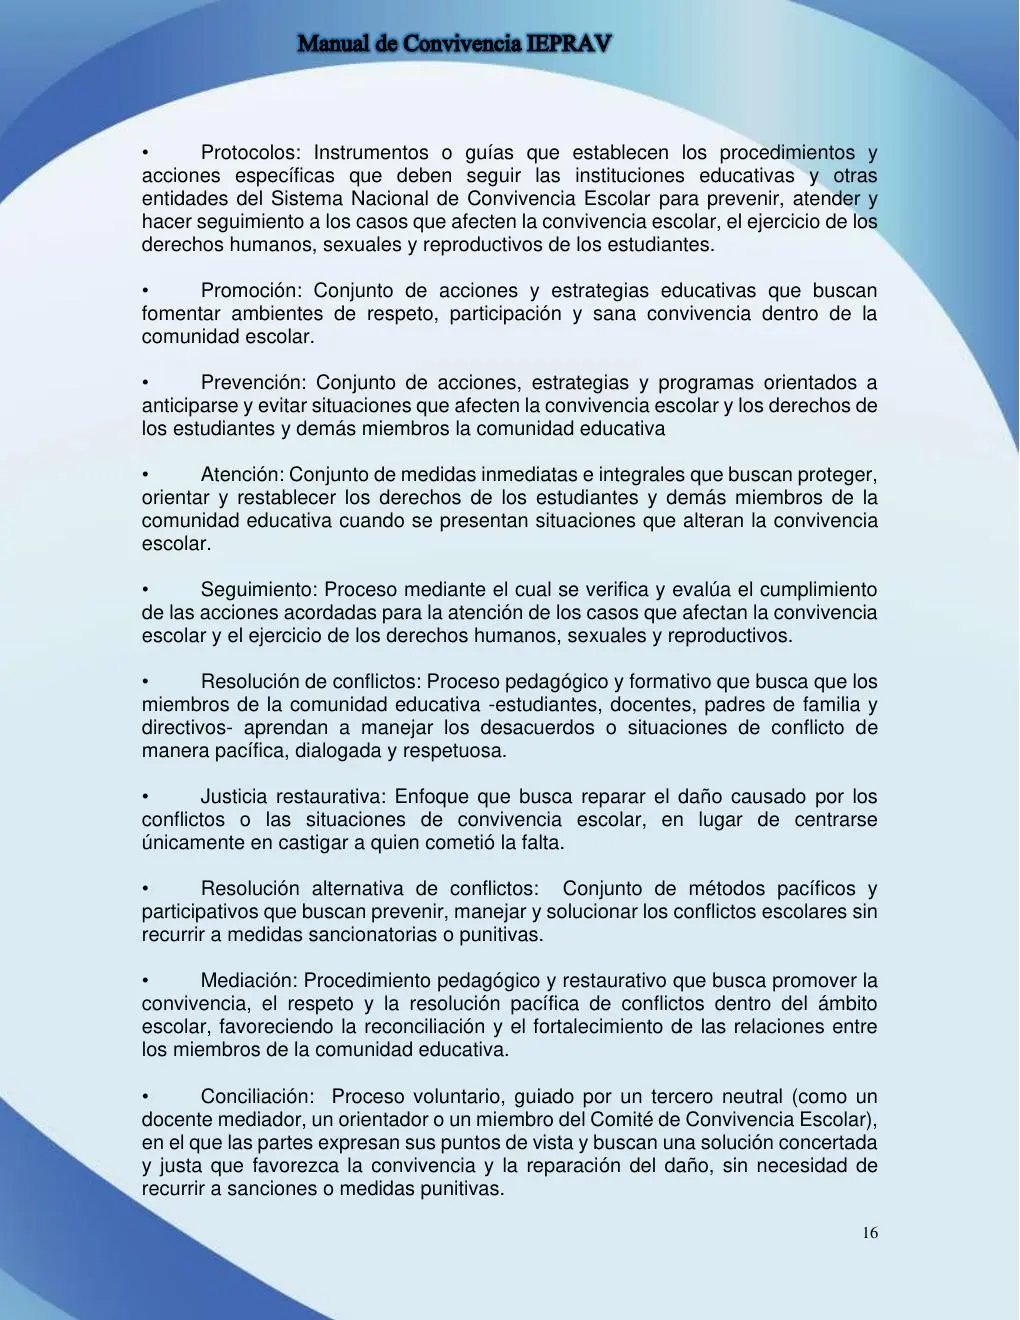 Manual de Convivencia IEPRAV
• Protocolos: Instrumentos o guías que establecen los procedimientos y
acciones específicas que deben seguir las instituciones educativas y otras
entidades del Sistema Nacional de Convivencia Escolar para prevenir, atender y
hacer seguimiento a los casos que afecten la convivencia escolar, el ejercicio de los
derechos humanos, sexuales y reproductivos de los estudiantes.
• Promoción: Conjunto de acciones y estrategias educativas que buscan
fomentar ambientes de respeto, participación y sana convivencia dentro de la
comunidad escolar.
• Prevención: Conjunto de acciones, estrategias y programas orientados a
anticiparse y evitar situaciones que afecten la convivencia escolar y los derechos de
los estudiantes y demás miembros la comunidad educativa
• Atención: Conjunto de medidas inmediatas e integrales que buscan proteger,
orientar y restablecer los derechos de los estudiantes y demás miembros de la
comunidad educativa cuando se presentan situaciones que alteran la convivencia
escolar.
• Seguimiento: Proceso mediante el cual se verifica y evalúa el cumplimiento
de las acciones acordadas para la atención de los casos que afectan la convivencia
escolar y el ejercicio de los derechos humanos, sexuales y reproductivos.
• Resolución de conflictos: Proceso pedagógico y formativo que busca que los
miembros de la comunidad educativa -estudiantes, docentes, padres de familia y
directivos- aprendan a manejar los desacuerdos o situaciones de conflicto de
manera pacífica, dialogada y respetuosa.
• Justicia restaurativa: Enfoque que busca reparar el daño causado por los
conflictos o las situaciones de convivencia escolar, en lugar de centrarse
únicamente en castigar a quien cometió la falta.
• Resolución alternativa de conflictos: Conjunto de métodos pacíficos y
participativos que buscan prevenir, manejar y solucionar los conflictos escolares sin
recurrir a medidas sancionatorias o punitivas.
• Mediación: Procedimiento pedagógico y restaurativo que busca promover la
convivencia, el respeto y la resolución pacífica de conflictos dentro del ámbito
escolar, favoreciendo la reconciliación y el fortalecimiento de las relaciones entre
los miembros de la comunidad educativa.
• Conciliación: Proceso voluntario, guiado por un tercero neutral (como un
docente mediador, un orientador o un miembro del Comité de Convivencia Escolar),
en el que las partes expresan sus puntos de vista y buscan una solución concertada
y justa que favorezca la convivencia y la reparación del daño, sin necesidad de
recurrir a sanciones o medidas punitivas.
16